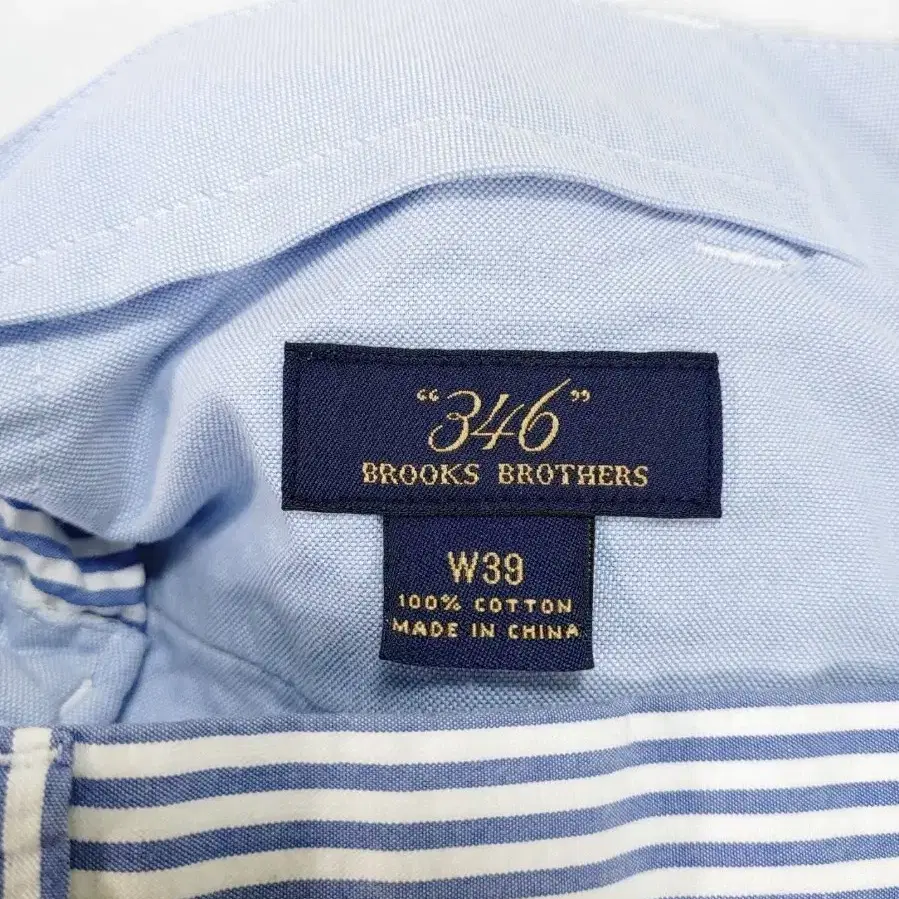 “346”
BROOKS BROTHERS
W39
100% COTTON
MADE IN CHINA